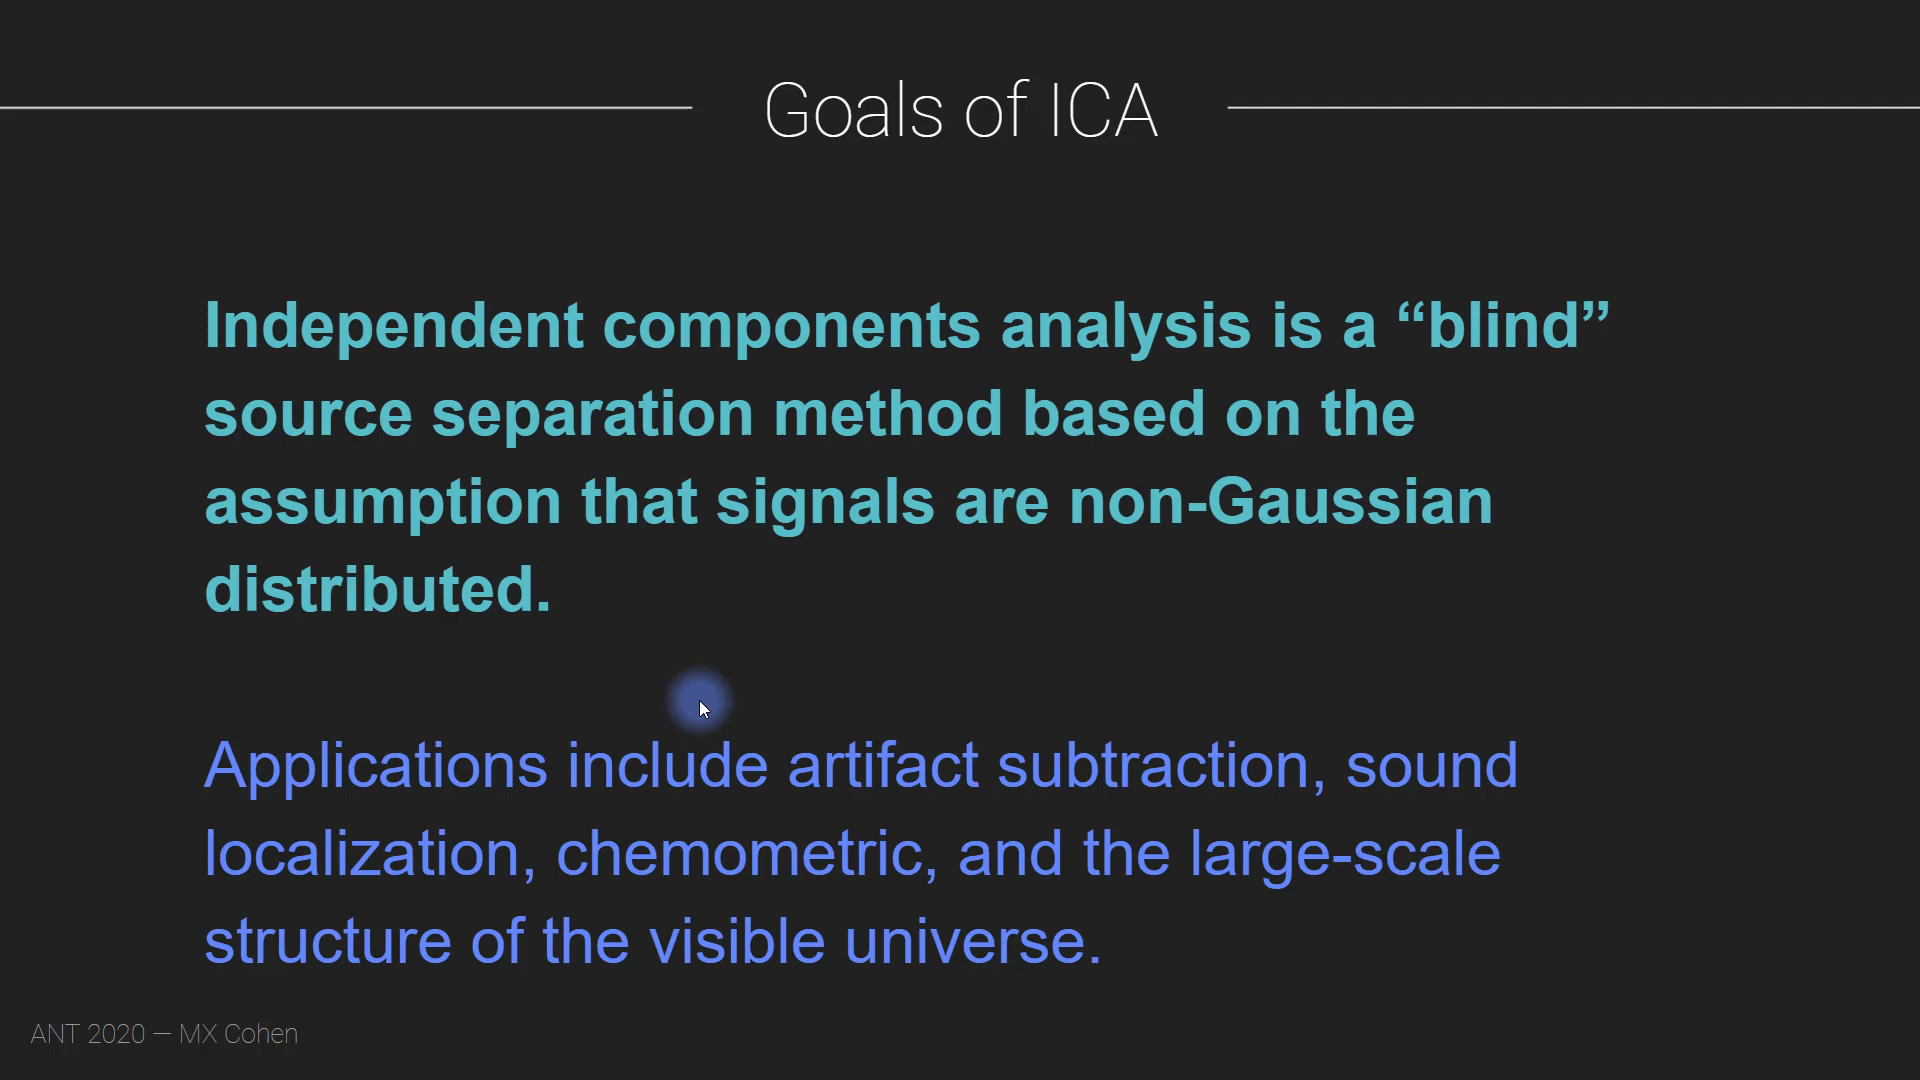 Goals of ICA
Independent components analysis is a “blind”
source separation method based on the
assumption that signals are non-Gaussian
distributed.
Applications include artifact subtraction, sound
localization, chemometric, and the large-scale
structure of the visible universe.
ANT 2020 — MX Cohen